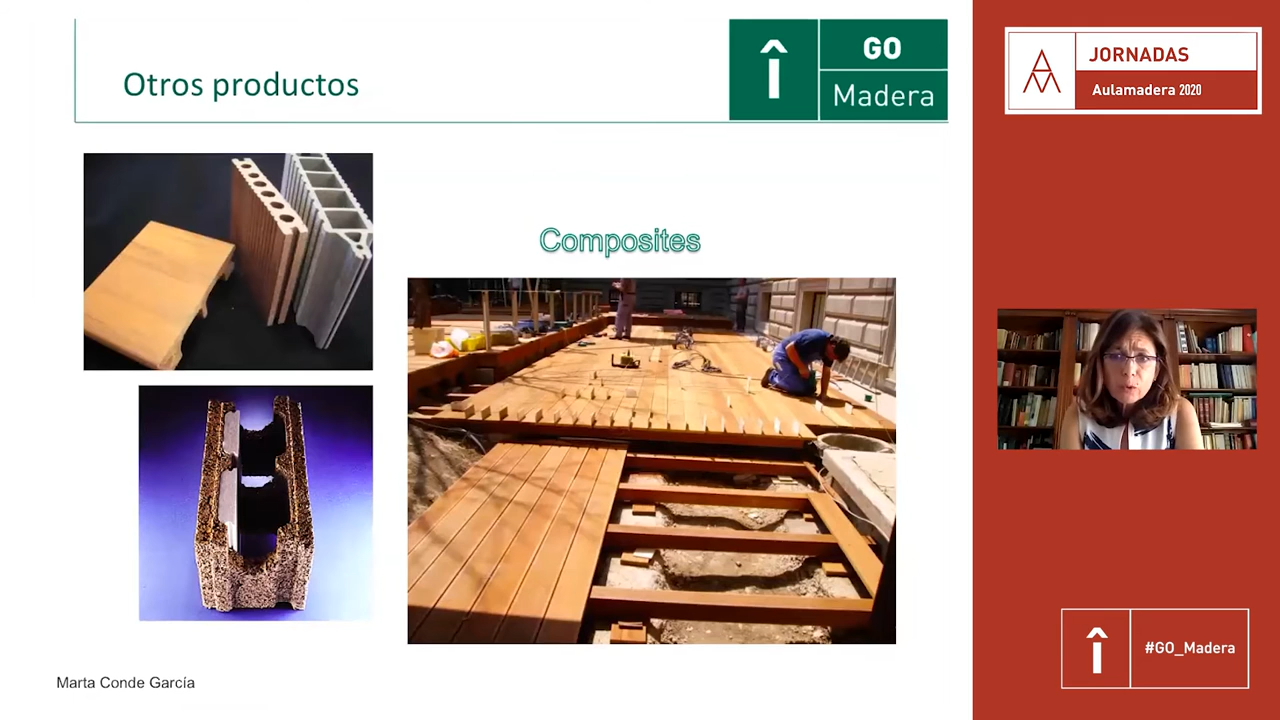 Otros productos
î
GO
Madera
JORNADAS
Aulamadera 2020
Composites
#GO_Madera
î
Marta Conde García